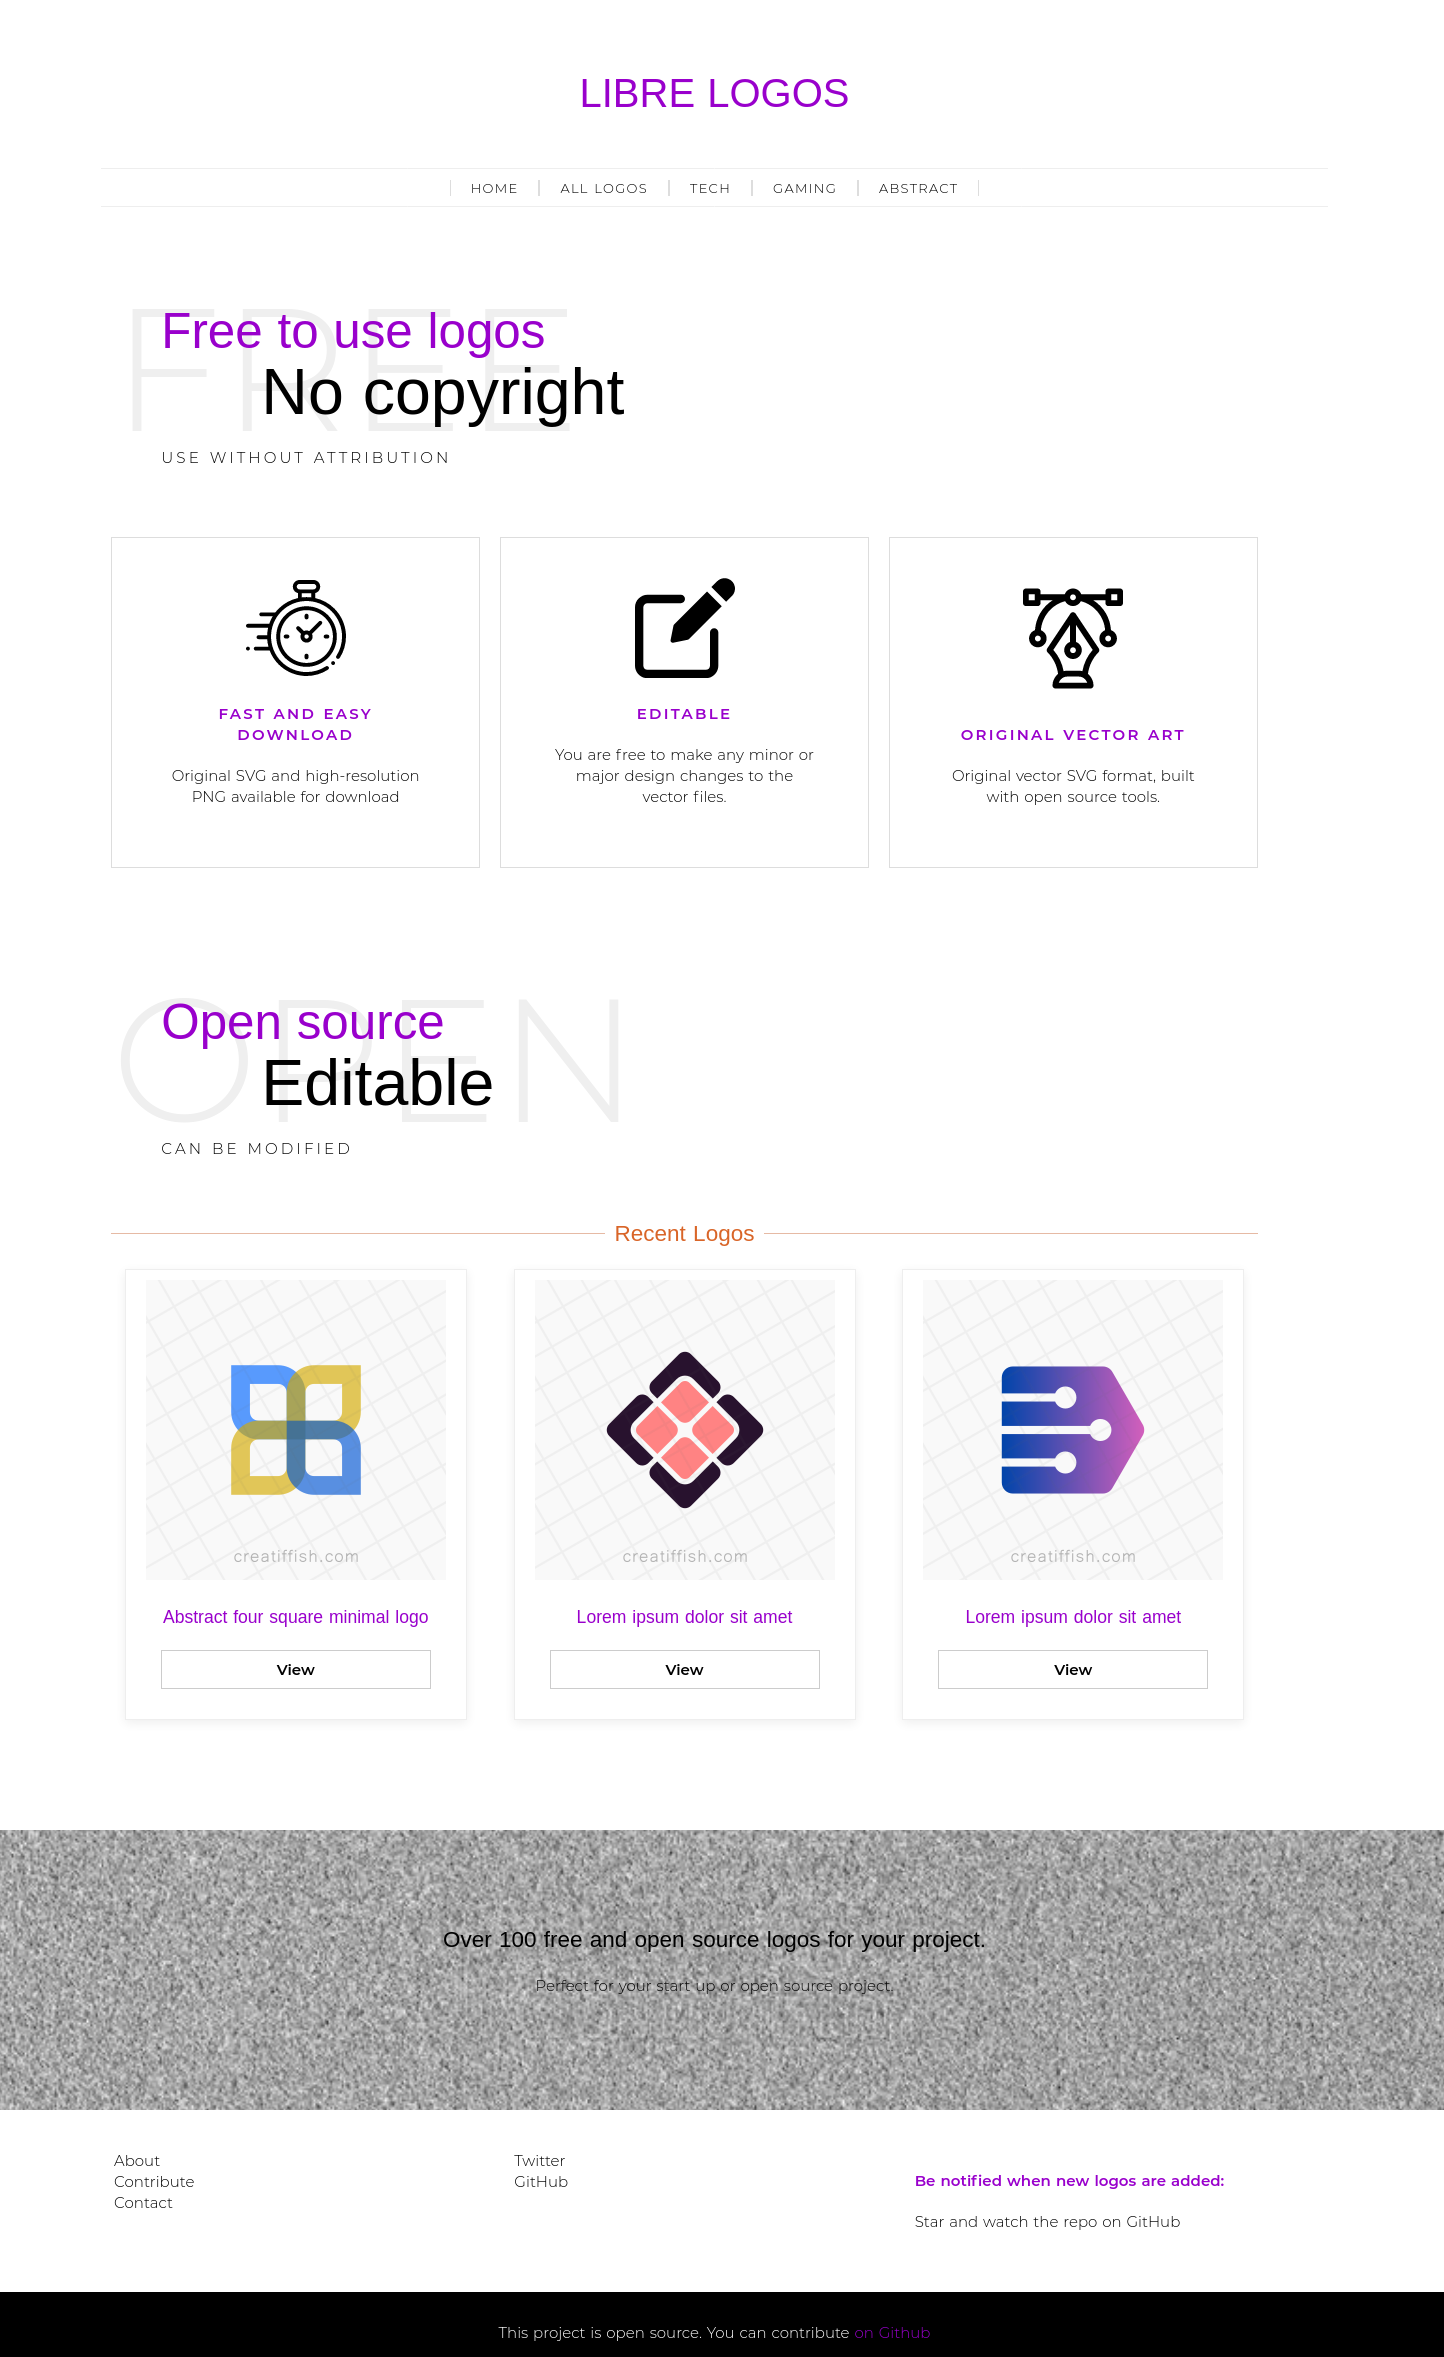 LIBRE LOGOS
HOME
ALL LOGOS
TECH
GAMING
ABSTRACT
FREE
Free to use logos
No copyright
USE WITHOUT ATTRIBUTION
FAST AND EASY
DOWNLOAD
Original SVG and high-resolution
PNG available for download
EDITABLE
You are free to make any minor or
major design changes to the
vector files.
ORIGINAL VECTOR ART
Original vector SVG format, built
with open source tools.
OPEN
Open source
Editable
CAN BE MODIFIED
Recent Logos
creatiffish.com
Abstract four square minimal logo
View
creatiffish.com
Lorem ipsum dolor sit amet
View
creatiffish.com
Lorem ipsum dolor sit amet
View
Over 100 free and open source logos for your project.
Perfect for your start up or open source project.
About
Contribute
Contact
Twitter
GitHub
Be notified when new logos are added:
Star and watch the repo on GitHub
This project is open source. You can contribute on Github